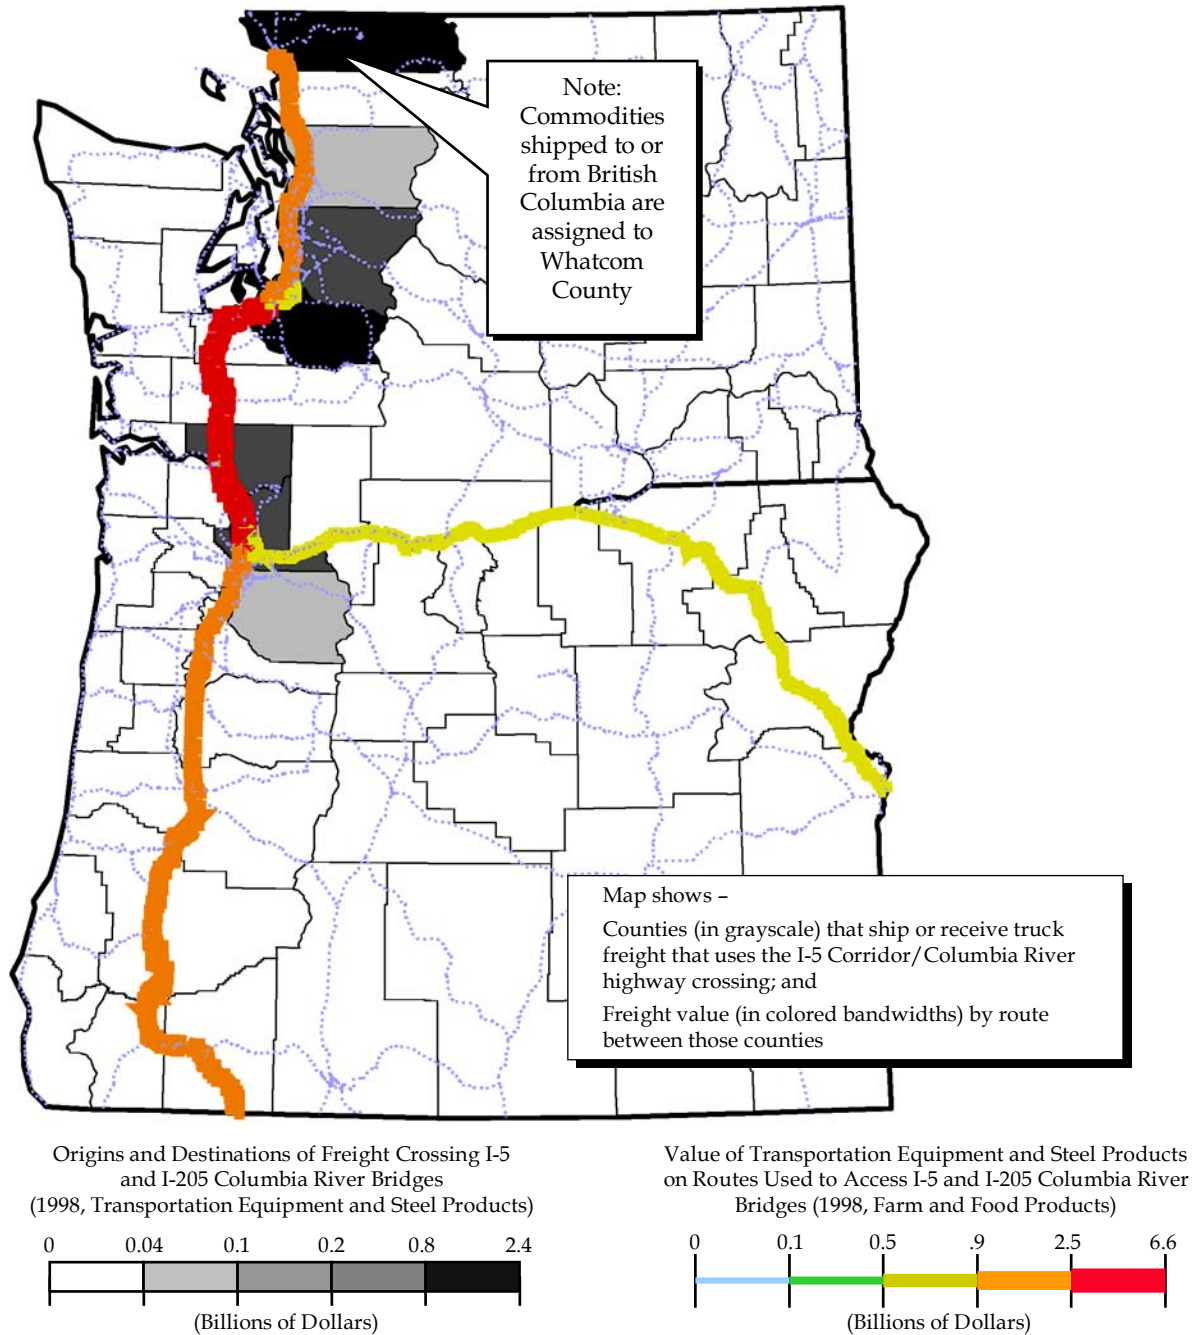 Note:
Commodities
shipped to or
from British
Columbia are
assigned to
Whatcom
County
Map shows –
Counties (in grayscale) that ship or receive truck
freight that uses the I-5 Corridor/Columbia River
highway crossing; and
Freight value (in colored bandwidths) by route
between those counties
Origins and Destinations of Freight Crossing I-5
and I-205 Columbia River Bridges
(1998, Transportation Equipment and Steel Products)
0 0.04 0.1 0.2 0.8 2.4
(Billions of Dollars)
Value of Transportation Equipment and Steel Products
on Routes Used to Access I-5 and I-205 Columbia River
Bridges (1998, Farm and Food Products)
0 0.1 0.5 .9 2.5 6.6
(Billions of Dollars)